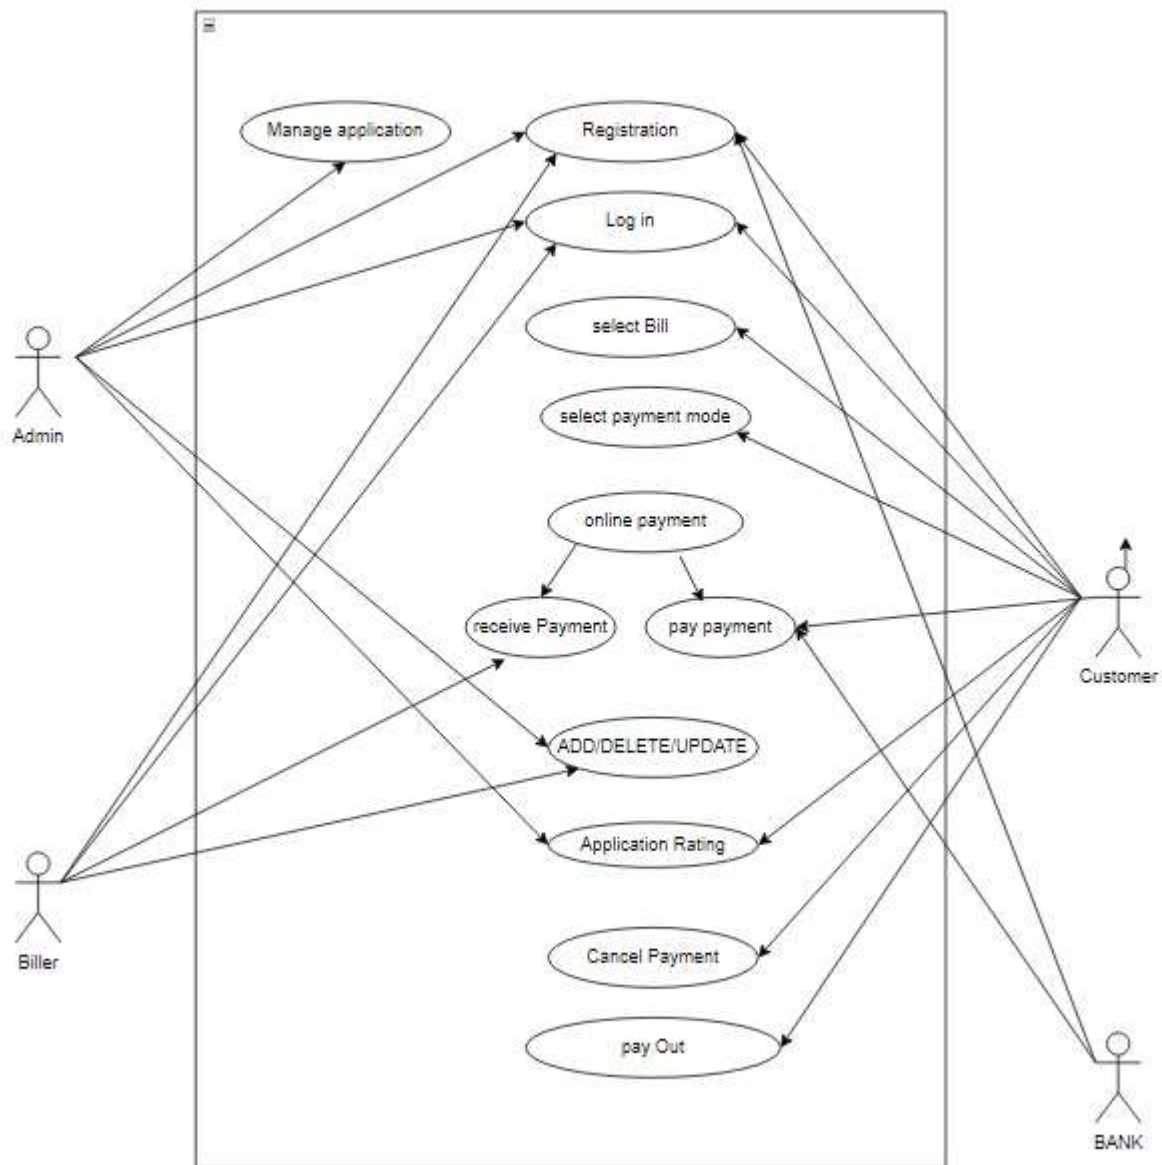 Manage application
Registration
Log in
select Bill
Admin
select payment mode
online payment
receive Payment
pay payment
Customer
ADD/DELETE/UPDATE
Application Rating
Biller
Cancel Payment
pay Out
BANK